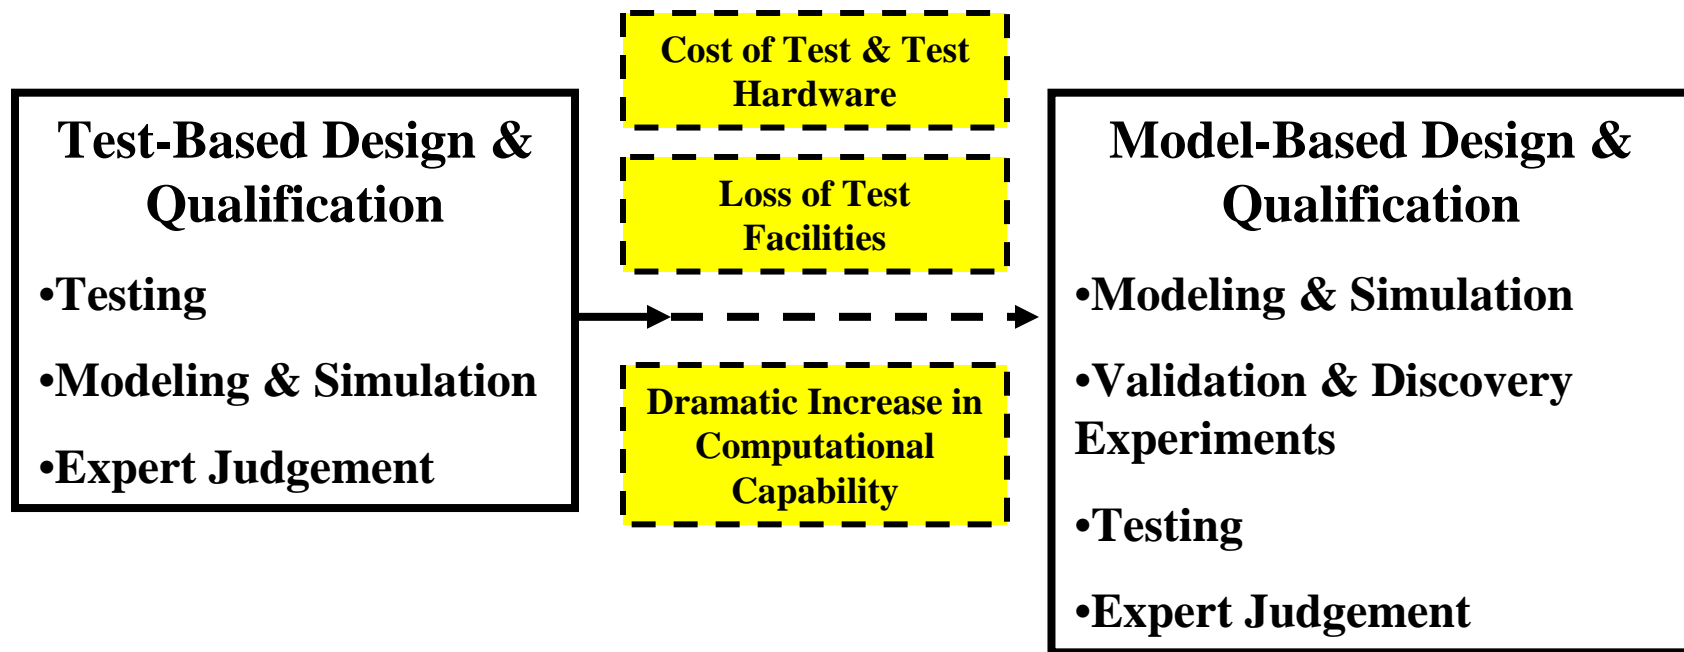 Test-Based Design &
Qualification
•Testing
•Modeling & Simulation
•Expert Judgement
Cost of Test & Test
Hardware
Loss of Test
Facilities
Dramatic Increase in
Computational
Capability
Model-Based Design &
Qualification
•Modeling & Simulation
•Validation & Discovery
Experiments
•Testing
•Expert Judgement